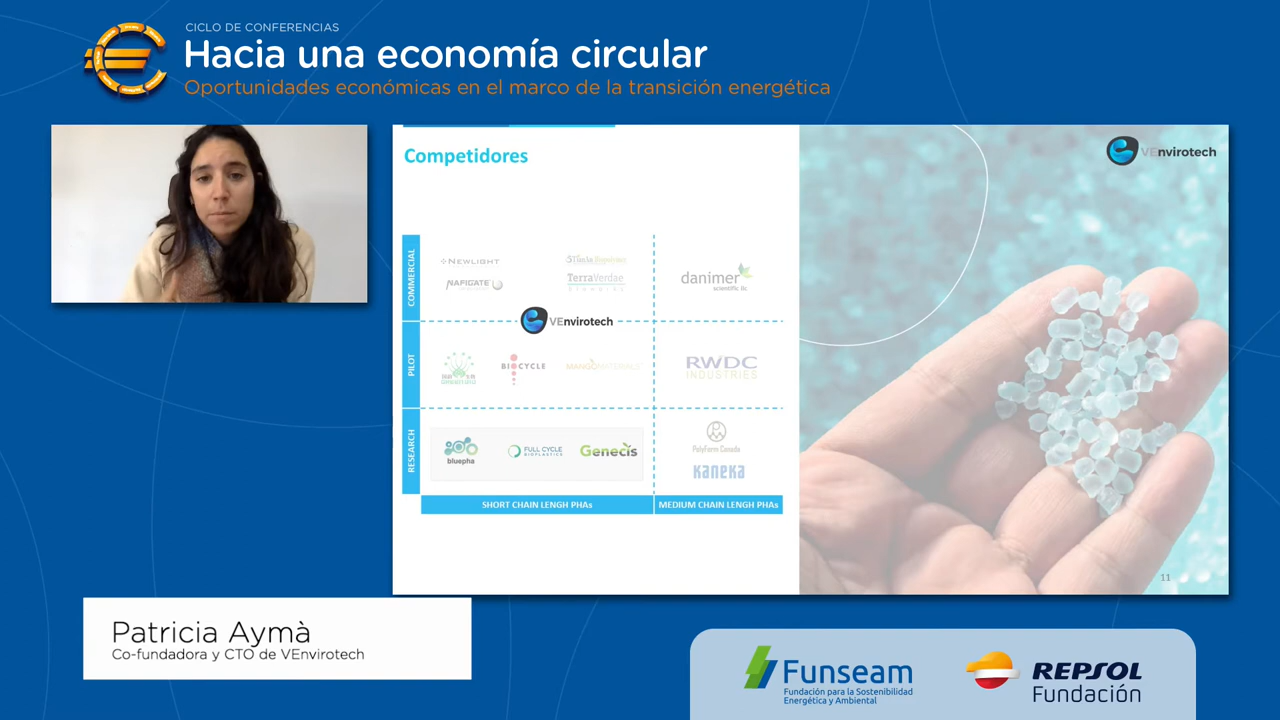 CICLO DE CONFERENCIAS
Hacia una economía circular
Oportunidades económicas en el marco de la transición energética
Competidores
VEnvirotech
COMMERCIAL
NEWLIGHT
NAFIGATE
TerraVerdae
danimer
scientific llc
VEnvirotech
PILOT
BIOCYCLE
MANGOMATERIALS
RWDC
INDUSTRIES
RESEARCH
bluepha
FULL CYCLE
BIOPLASTICS
Genecis
PolyFerm Canada
KANEKA
SHORT CHAIN LENGH PHAs
MEDIUM CHAIN LENGH PHAs
11
Patricia Aymà
Co-fundadora y CTO de VEnvirotech
Funseam
Fundación para la Sostenibilidad
Energética y Ambiental
REPSOL
Fundación